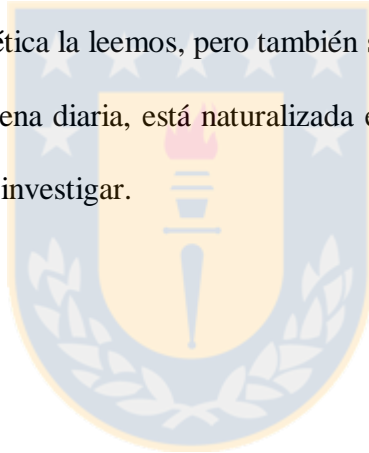 ética la leemos, pero también s
ena diaria, está naturalizada e
investigar.